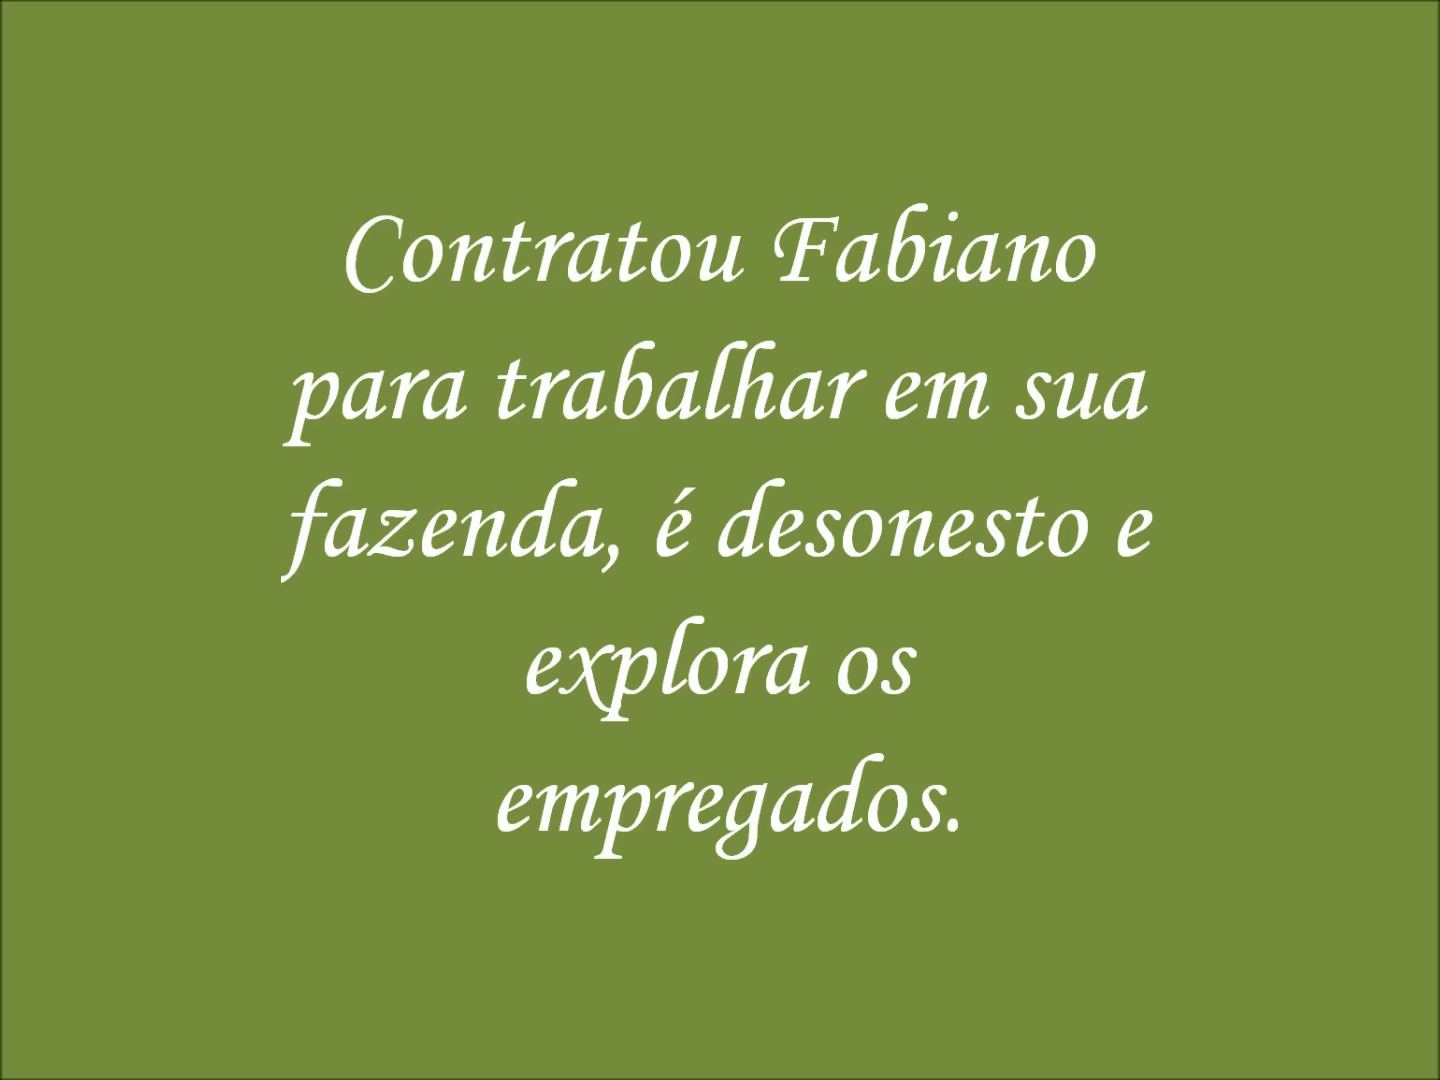 Contratou Fabiano
para trabalhar em sua
fazenda, é desonesto e
explora os
empregados.